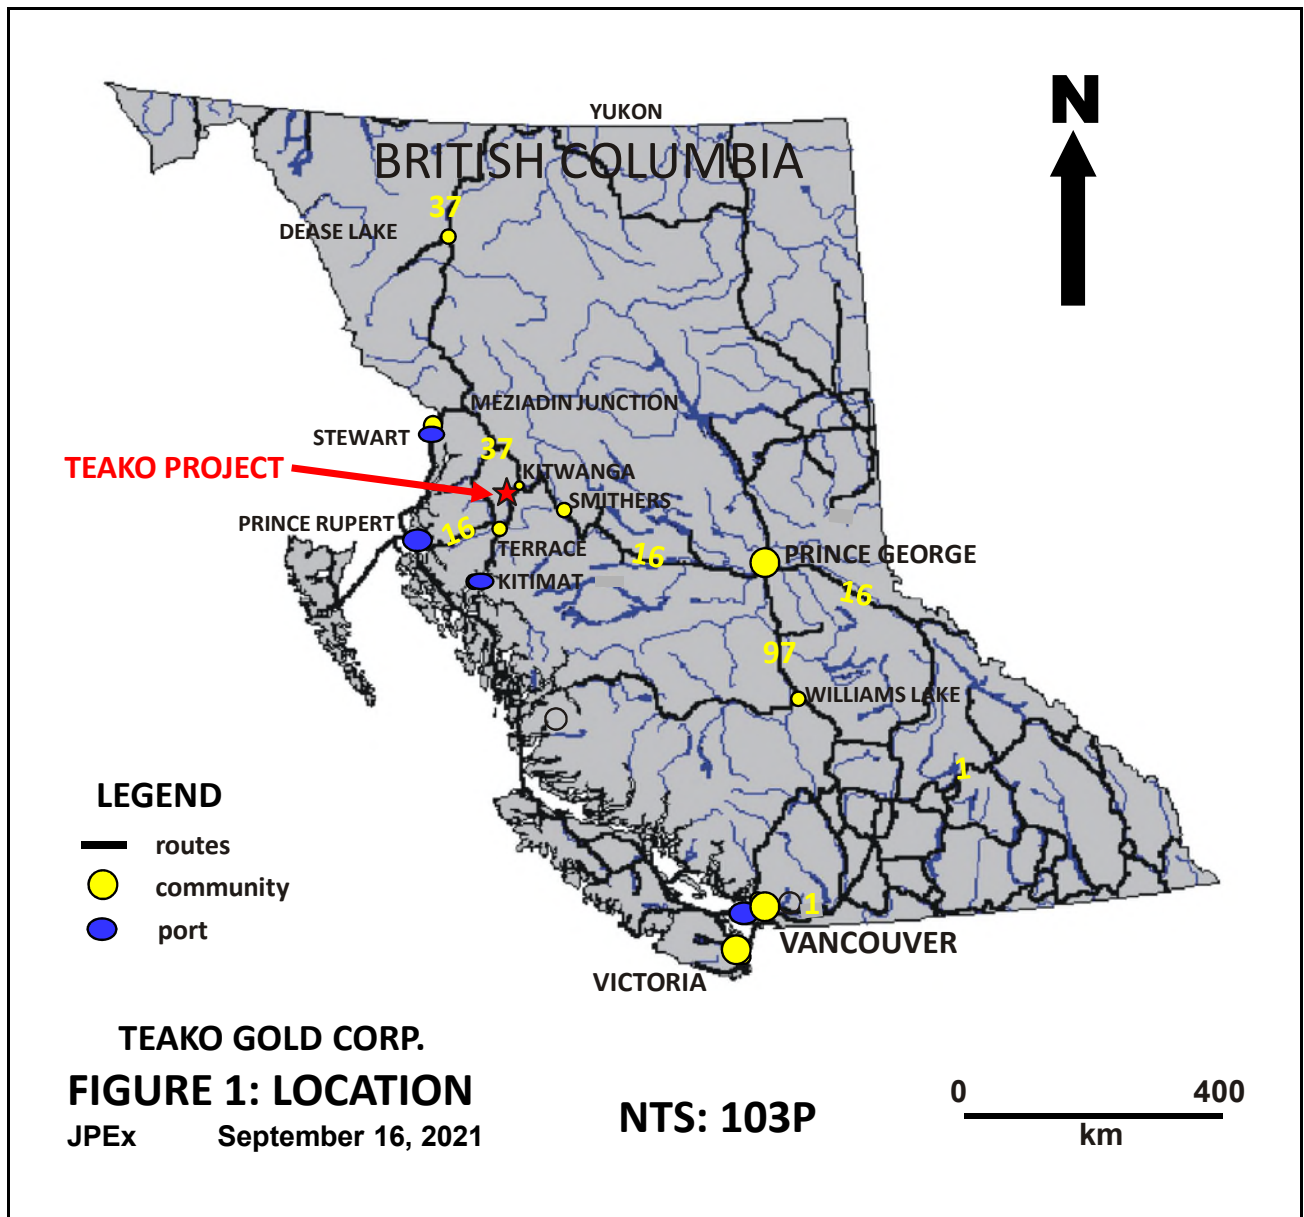 N
YUKON
BRITISH COLUMBIA
37
DEASE LAKE
MEZIADIN JUNCTION
STEWART
37
TEAKO PROJECT
KITWANGA
SMITHERS
PRINCE RUPERT
16
TERRACE
16
PRINCE GEORGE
KITIMAT
16
97
WILLIAMS LAKE
1
LEGEND
routes
community
port
1
VANCOUVER
VICTORIA
TEAKO GOLD CORP.
FIGURE 1: LOCATION
JPEx September 16, 2021
NTS: 103P
0 400
km